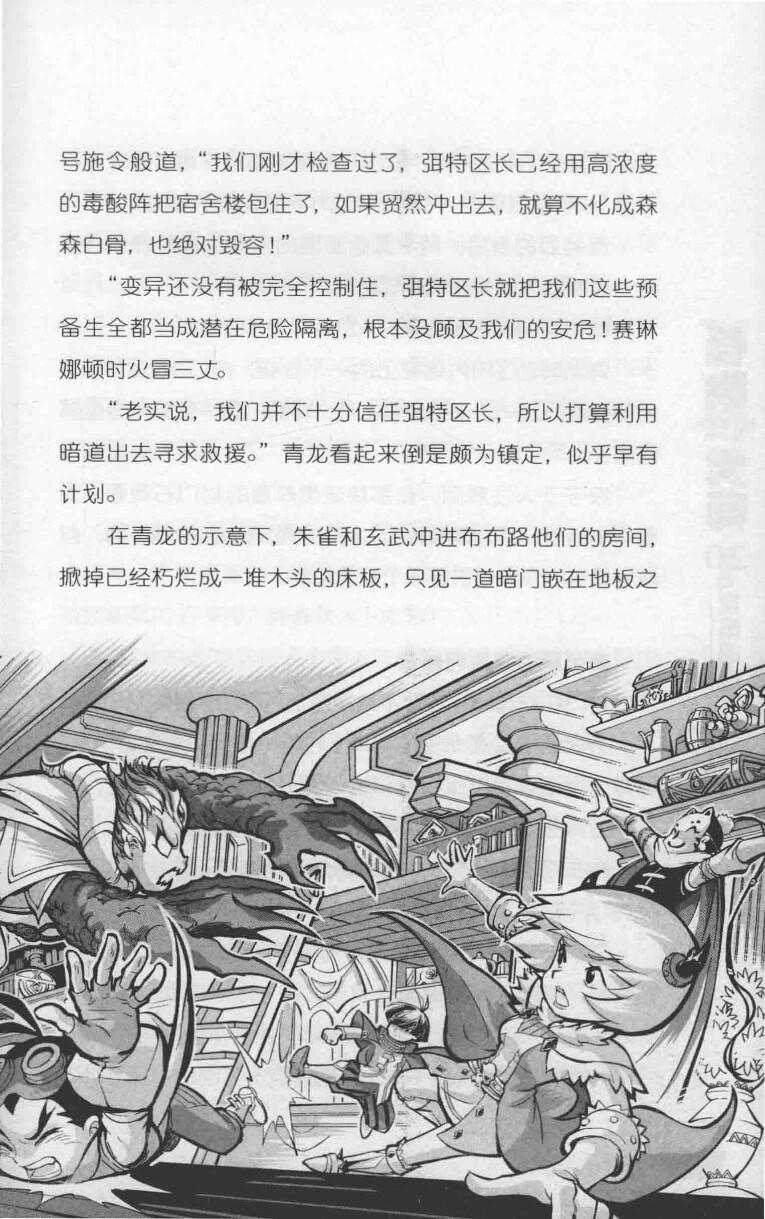 号施令般道，“我们刚才检查过了，弭特区长已经用高浓度
的毒酸阵把宿舍楼包住了，如果贸然冲出去，就算不化成森
森白骨，也绝对毁容！”
“变异还没有被完全控制住，弭特区长就把我们这些预
备生全都当成潜在危险隔离，根本没顾及我们的安危！赛琳
娜顿时火冒三丈。
“老实说，我们并不十分信任弭特区长，所以打算利用
暗道出去寻求救援。”青龙看起来倒是颇为镇定，似乎早有
计划。
在青龙的示意下，朱雀和玄武冲进布布路他们的房间，
掀掉已经朽烂成一堆木头的床板，只见一道暗门嵌在地板之